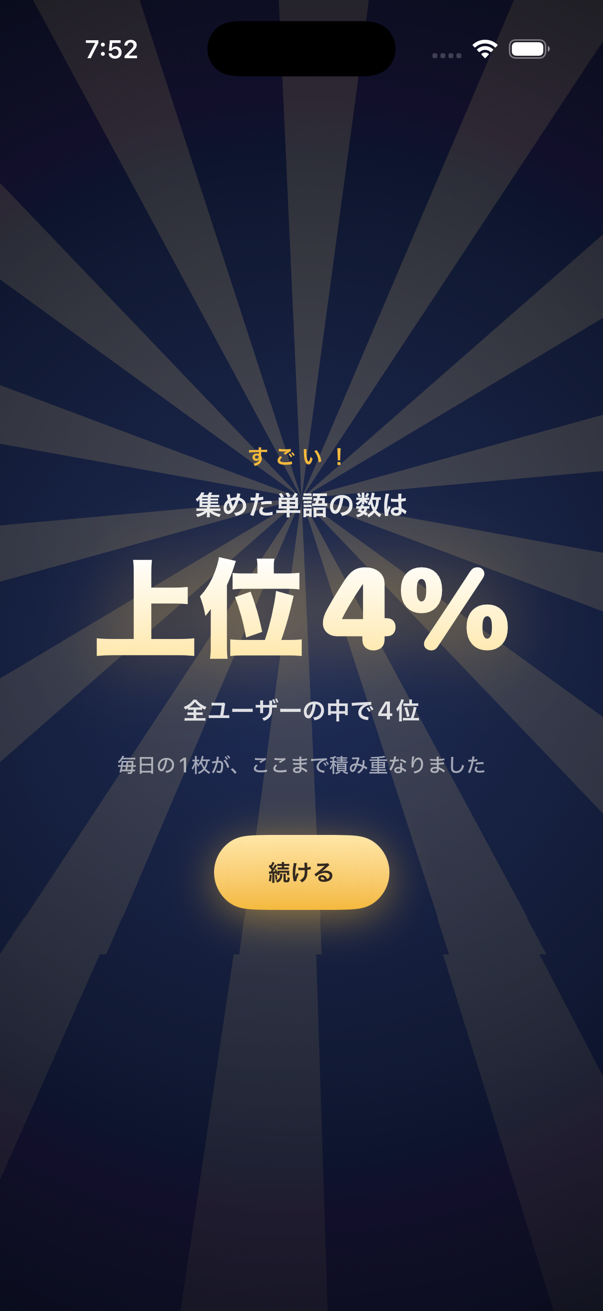 7:52
すごい！
集めた単語の数は
上位4%
全ユーザーの中で4位
毎日の1枚が、ここまで積み重なりました
続ける